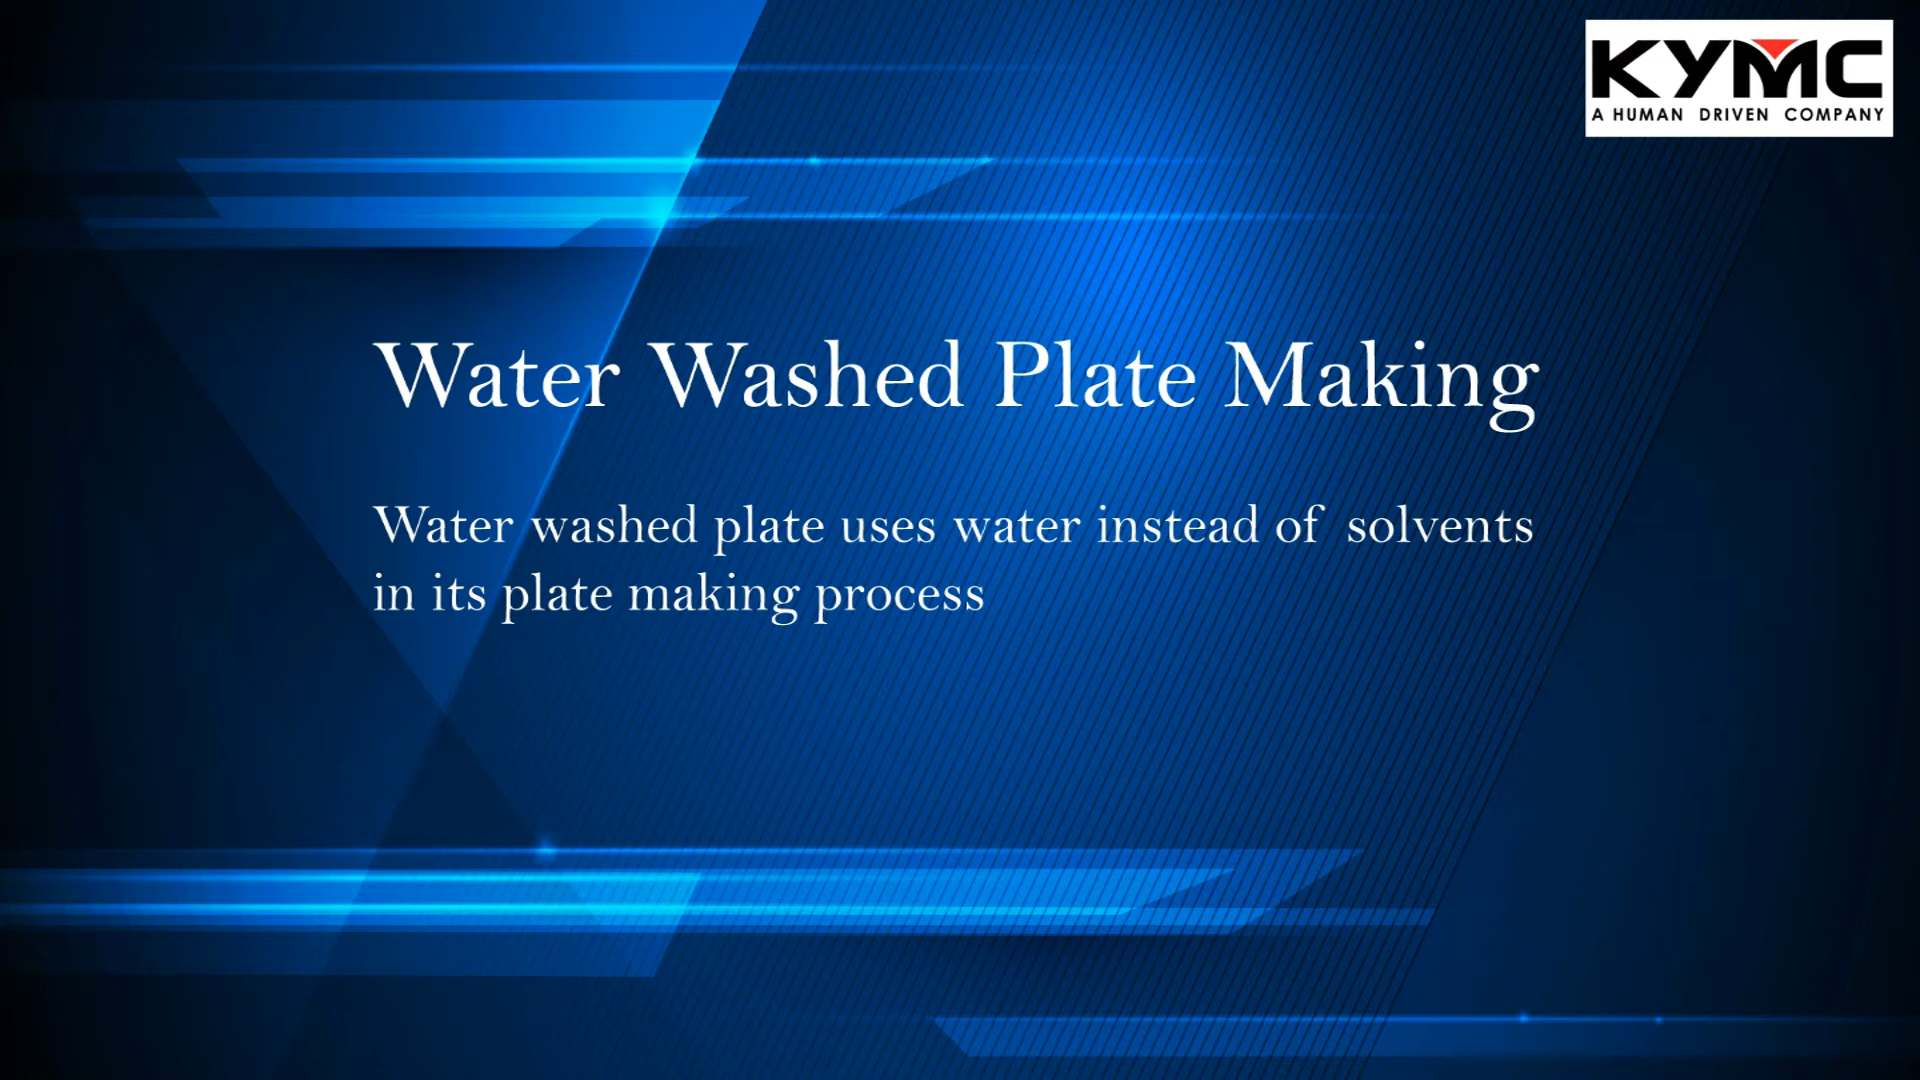 KYMC
A HUMAN DRIVEN COMPANY
Water Washed Plate Making
Water washed plate uses water instead of solvents
in its plate making process